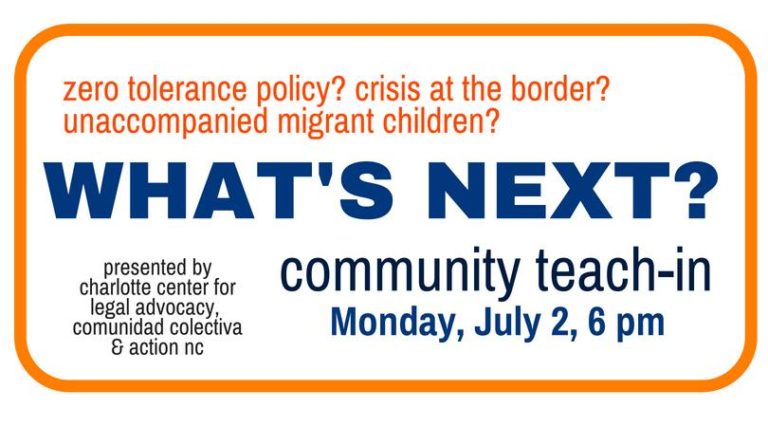 zero tolerance policy? crisis at the border?
unaccompanied migrant children?
WHAT'S NEXT?
presented by
charlotte center for
legal advocacy,
comunidad colectiva
& action nc
community teach-in
Monday, July 2, 6 pm